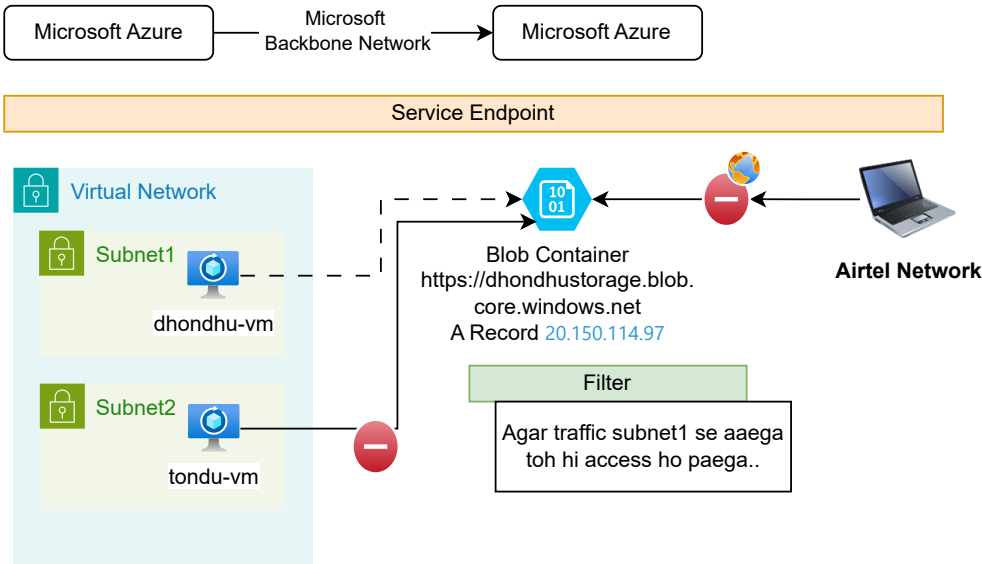 Microsoft Azure
Microsoft
Backbone Network
Microsoft Azure
Service Endpoint
Virtual Network
Subnet1
dhondhu-vm
Subnet2
tondu-vm
10
01
Blob Container
https://dhondhustorage.blob.
core.windows.net
A Record 20.150.114.97
Airtel Network
Filter
Agar traffic subnet1 se aaega
toh hi access ho paega..